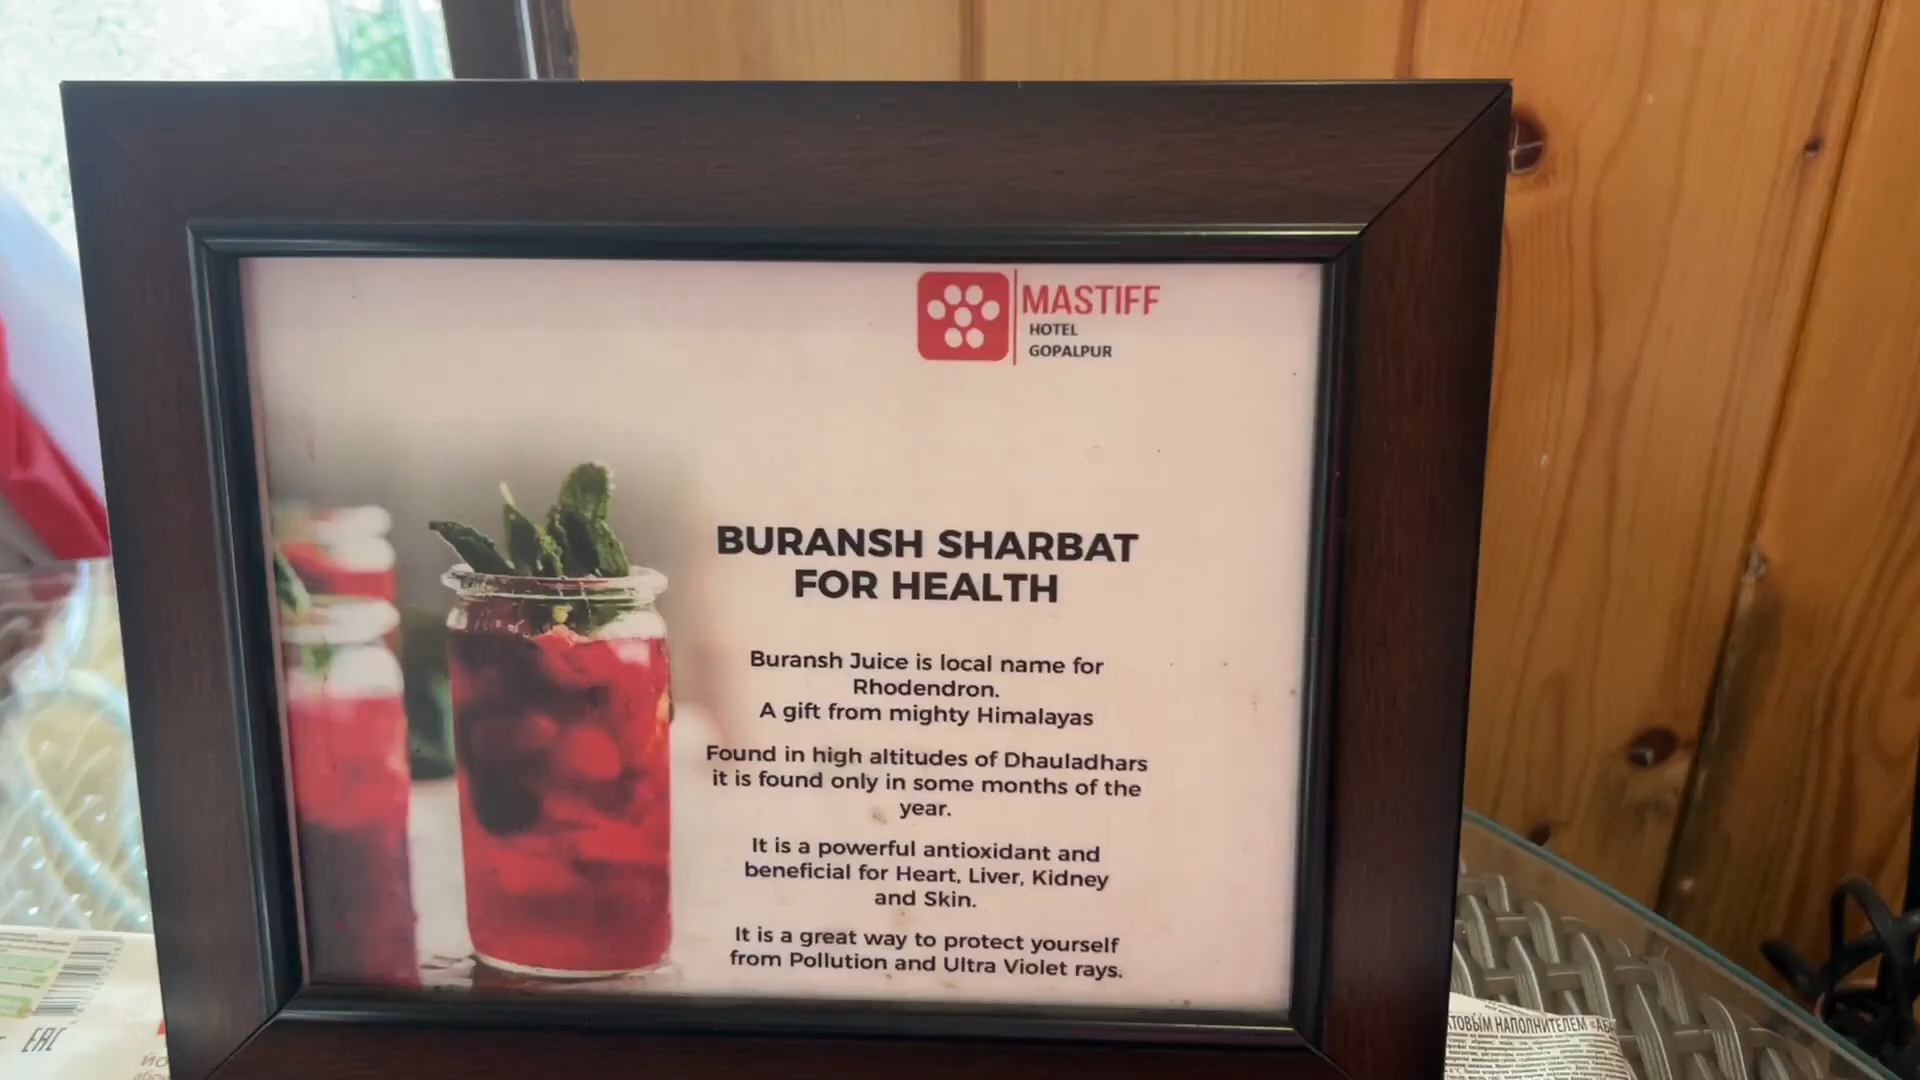 MASTIFF
HOTEL
GOPALPUR
BURANSH SHARBAT
FOR HEALTH
Buransh Juice is local name for
Rhodendron.
A gift from mighty Himalayas
Found in high altitudes of Dhauladhars
it is found only in some months of the
year.
It is a powerful antioxidant and
beneficial for Heart, Liver, Kidney
and Skin.
It is a great way to protect yourself
from Pollution and Ultra Violet rays.
EAC
НАПОЛНИТЕЛЕМ